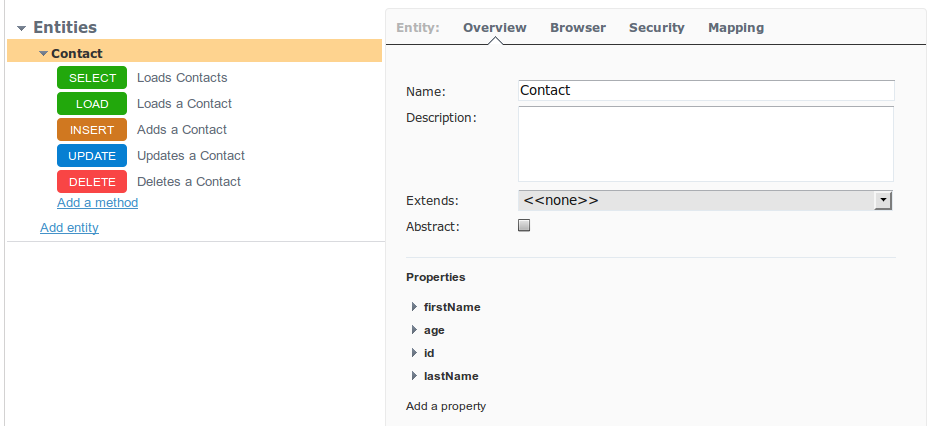 Entities
Contact
SELECT Loads Contacts
LOAD Loads a Contact
INSERT Adds a Contact
UPDATE Updates a Contact
DELETE Deletes a Contact
Add a method
Add entity
Entity: Overview Browser Security Mapping
Name: Contact
Description:
Extends: <<none>>
Abstract:
Properties
firstName
age
id
lastName
Add a property